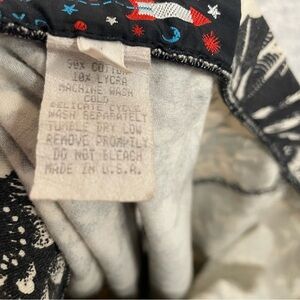 90% COTTON
10% LYCRA
MACHINE WASH
COLD
DELICATE CYCLE
WASH SEPARATELY
TUMBLE DRY LOW
REMOVE PROMPTLY
DO NOT BLEACH
MADE IN U.S.A.